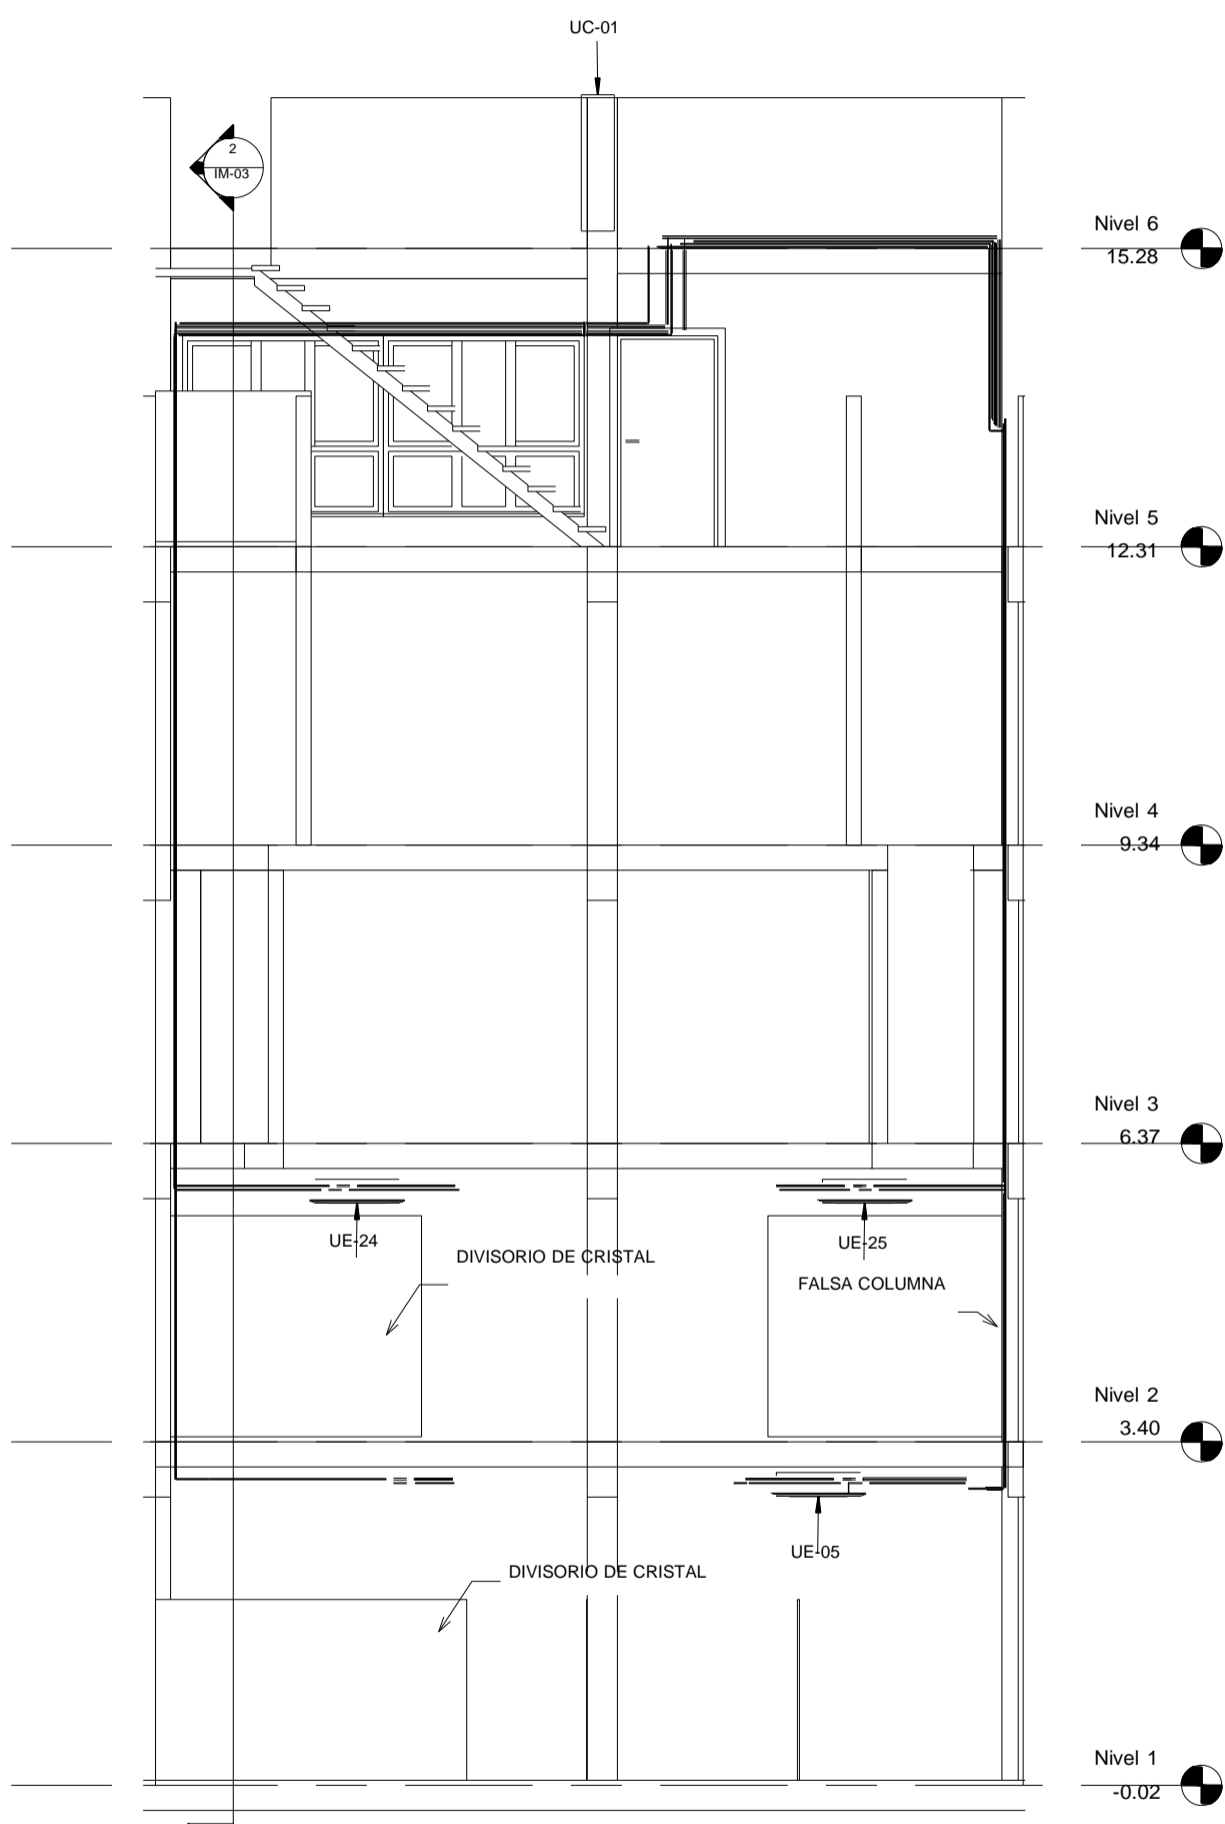 UC-01
2
IM-03
Nivel 6
15.28
Nivel 5
12.31
Nivel 4
9.34
Nivel 3
6.37
UE-24
UE-25
DIVISORIO DE CRISTAL
FALSA COLUMNA
Nivel 2
3.40
UE-05
DIVISORIO DE CRISTAL
Nivel 1
-0.02